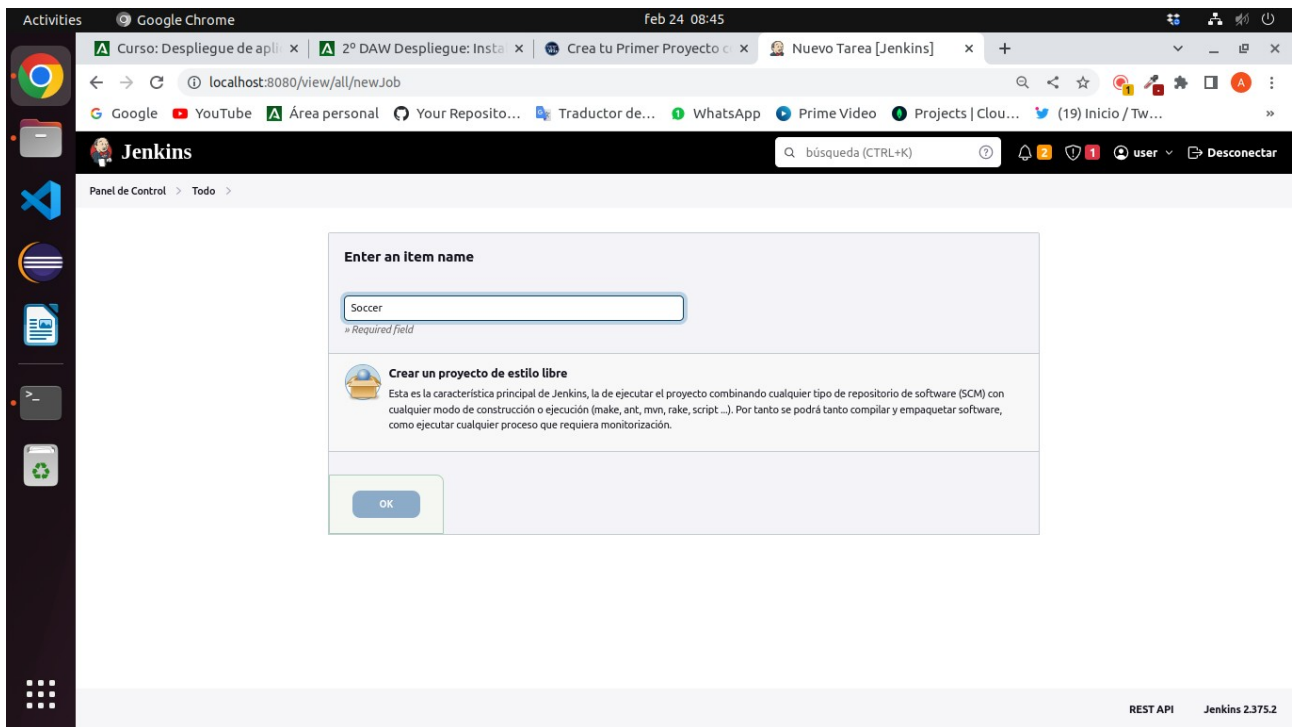 Activities
Google Chrome
feb 24 08:45
Curso: Despliegue de apli
2º DAW Despliegue: Insta
Crea tu Primer Proyecto c
Nuevo Tarea [Jenkins]
localhost:8080/view/all/newJob
Google
YouTube
Área personal
Your Reposito...
Traductor de...
WhatsApp
Prime Video
Projects | Clou...
(19) Inicio / Tw...
Jenkins
búsqueda (CTRL+K)
2
1
user
Desconectar
Panel de Control > Todo >
Enter an item name
Soccer
» Required field
Crear un proyecto de estilo libre
Esta es la característica principal de Jenkins, la de ejecutar el proyecto combinando cualquier tipo de repositorio de software (SCM) con
cualquier modo de construcción o ejecución (make, ant, mvn, rake, script ...). Por tanto se podrá tanto compilar y empaquetar software,
como ejecutar cualquier proceso que requiera monitorización.
OK
REST API
Jenkins 2.375.2